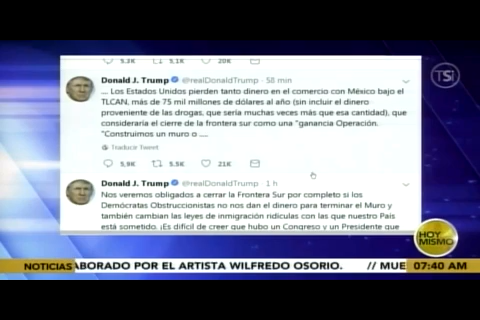 5.3K 5.1K 20K
TSi
Donald J. Trump @realDonaldTrump · 58 min
.... Los Estados Unidos pierden tanto dinero en el comercio con México bajo el
TLCAN, más de 75 mil millones de dólares al año (sin incluir el dinero
proveniente de las drogas, que sería muchas veces más que esa cantidad), que
consideraría el cierre de la frontera sur como una "ganancia Operación.
"Construimos un muro o .....
Traducir Tweet
5,9K 5.5K 21K
Donald J. Trump @realDonaldTrump · 1 h
Nos veremos obligados a cerrar la Frontera Sur por completo si los
Demócratas Obstruccionistas no nos dan el dinero para terminar el Muro y
también cambian las leyes de inmigración ridículas con las que nuestro País
está sometido. ¡Es difícil de creer que hubo un Congreso y un Presidente que
HOY
MISMO
NOTICIAS ABORADO POR EL ARTISTA WILFREDO OSORIO. // MUE 07:40 AM